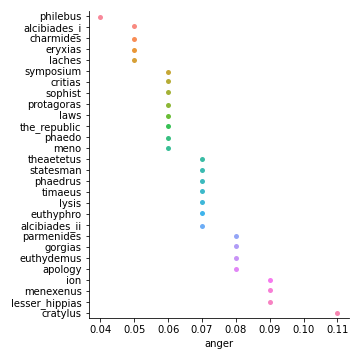 philebus
alcibiades_i
charmides
eryxias
laches
symposium
critias
sophist
protagoras
laws
the_republic
phaedo
meno
theaetetus
statesman
phaedrus
timaeus
lysis
euthyphro
alcibiades_ii
parmenides
gorgias
euthydemus
apology
ion
menexenus
lesser_hippias
cratylus
0.04 0.05 0.06 0.07 0.08 0.09 0.10 0.11
anger